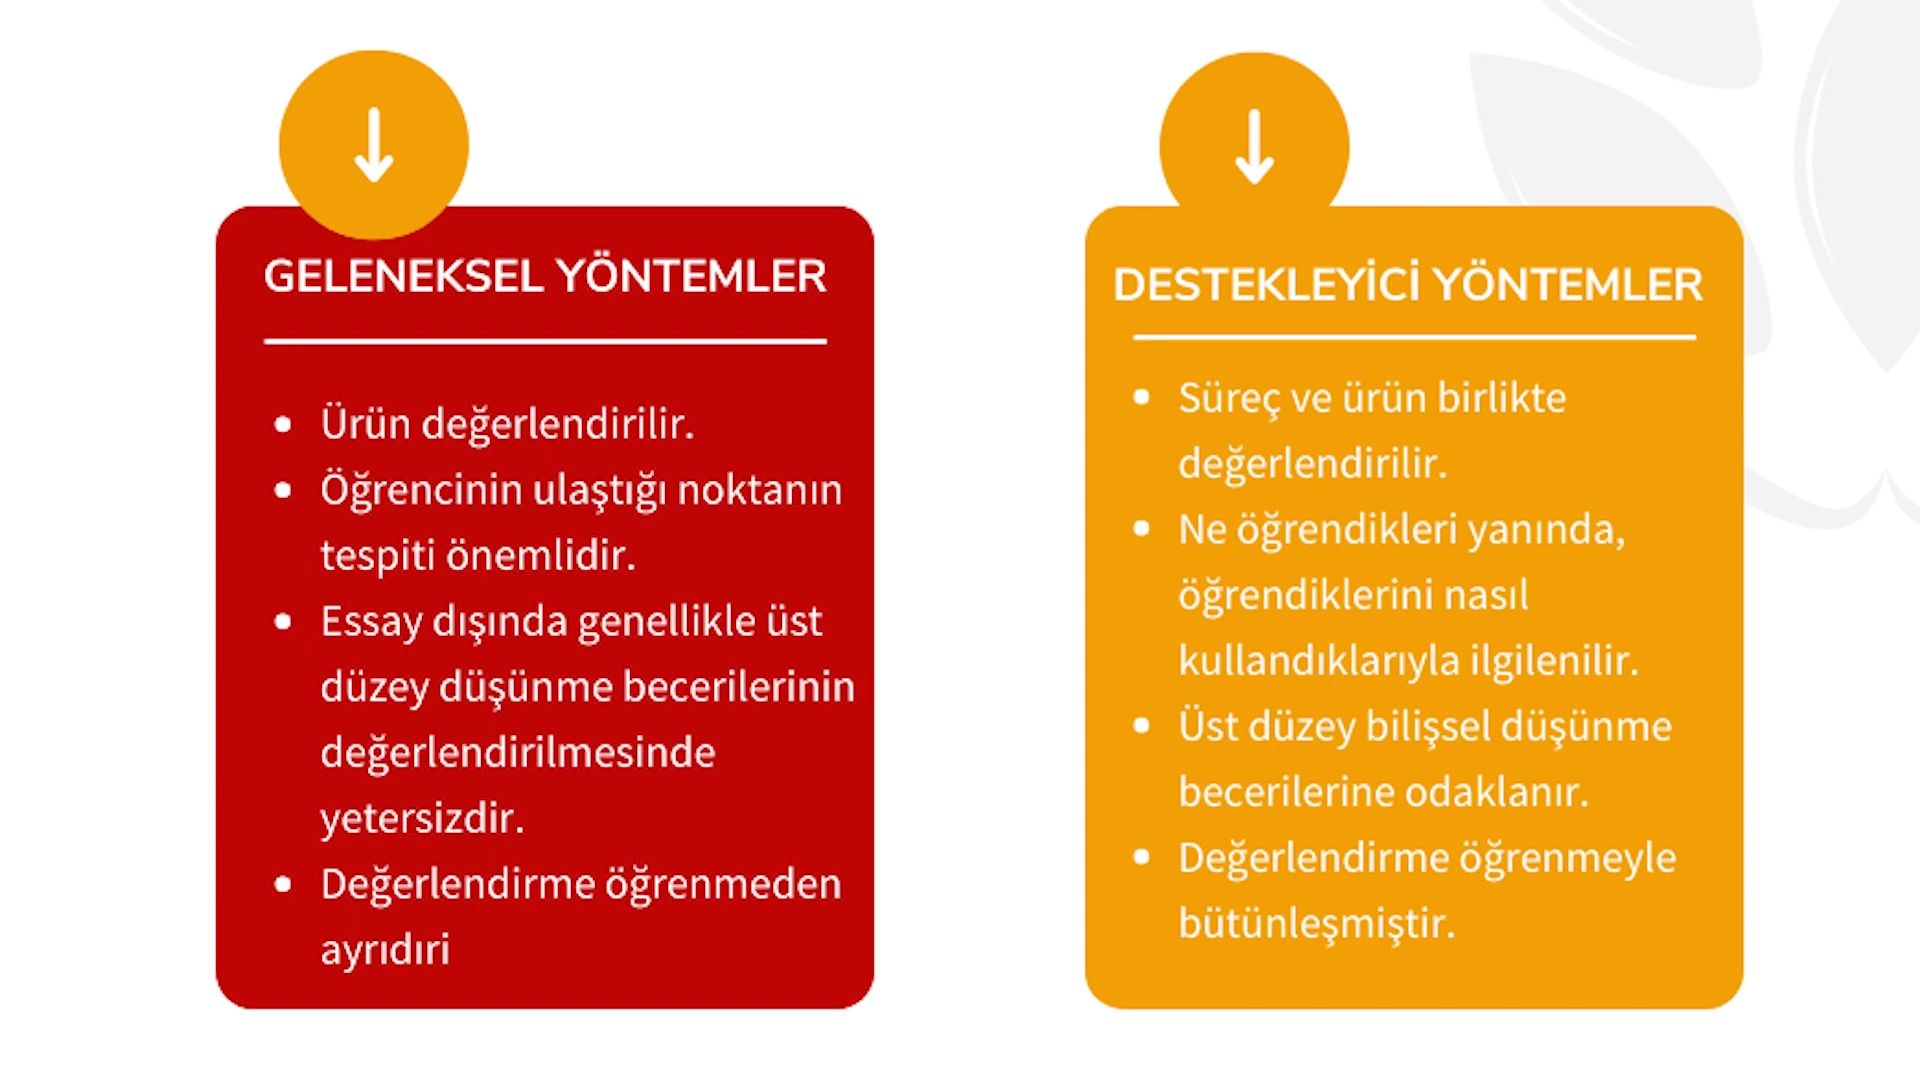 GELENEKSEL YÖNTEMLER
Ürün değerlendirilir.
Öğrencinin ulaştığı noktanın
tespiti önemlidir.
Essay dışında genellikle üst
düzey düşünme becerilerinin
değerlendirilmesinde
yetersizdir.
Değerlendirme öğrenmeden
ayrıdıri
DESTEKLEYİCİ YÖNTEMLER
Süreç ve ürün birlikte
değerlendirilir.
Ne öğrendikleri yanında,
öğrendiklerini nasıl
kullandıklarıyla ilgilenilir.
Üst düzey bilişsel düşünme
becerilerine odaklanır.
Değerlendirme öğrenmeyle
bütünleşmiştir.